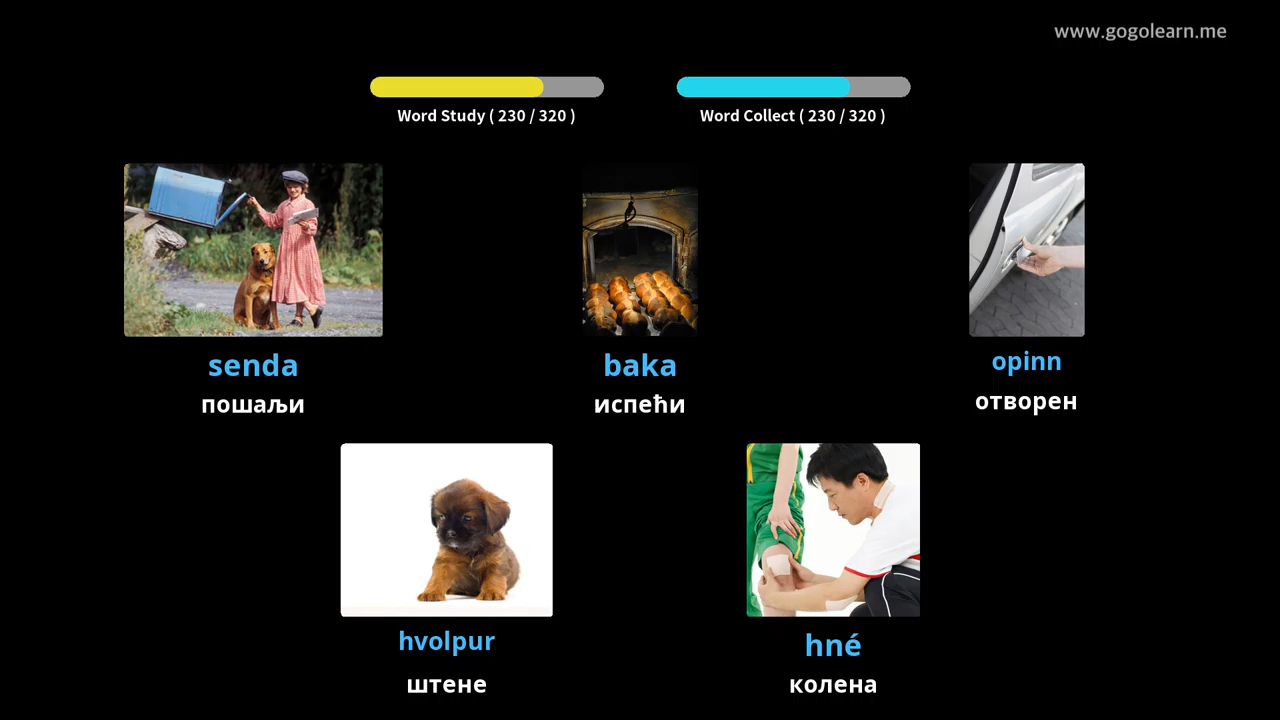 www.gogolearn.me
Word Study ( 230 / 320 )
Word Collect ( 230 / 320 )
senda
пошаљи
baka
испећи
opinn
отворен
hvolpur
штене
hné
колена